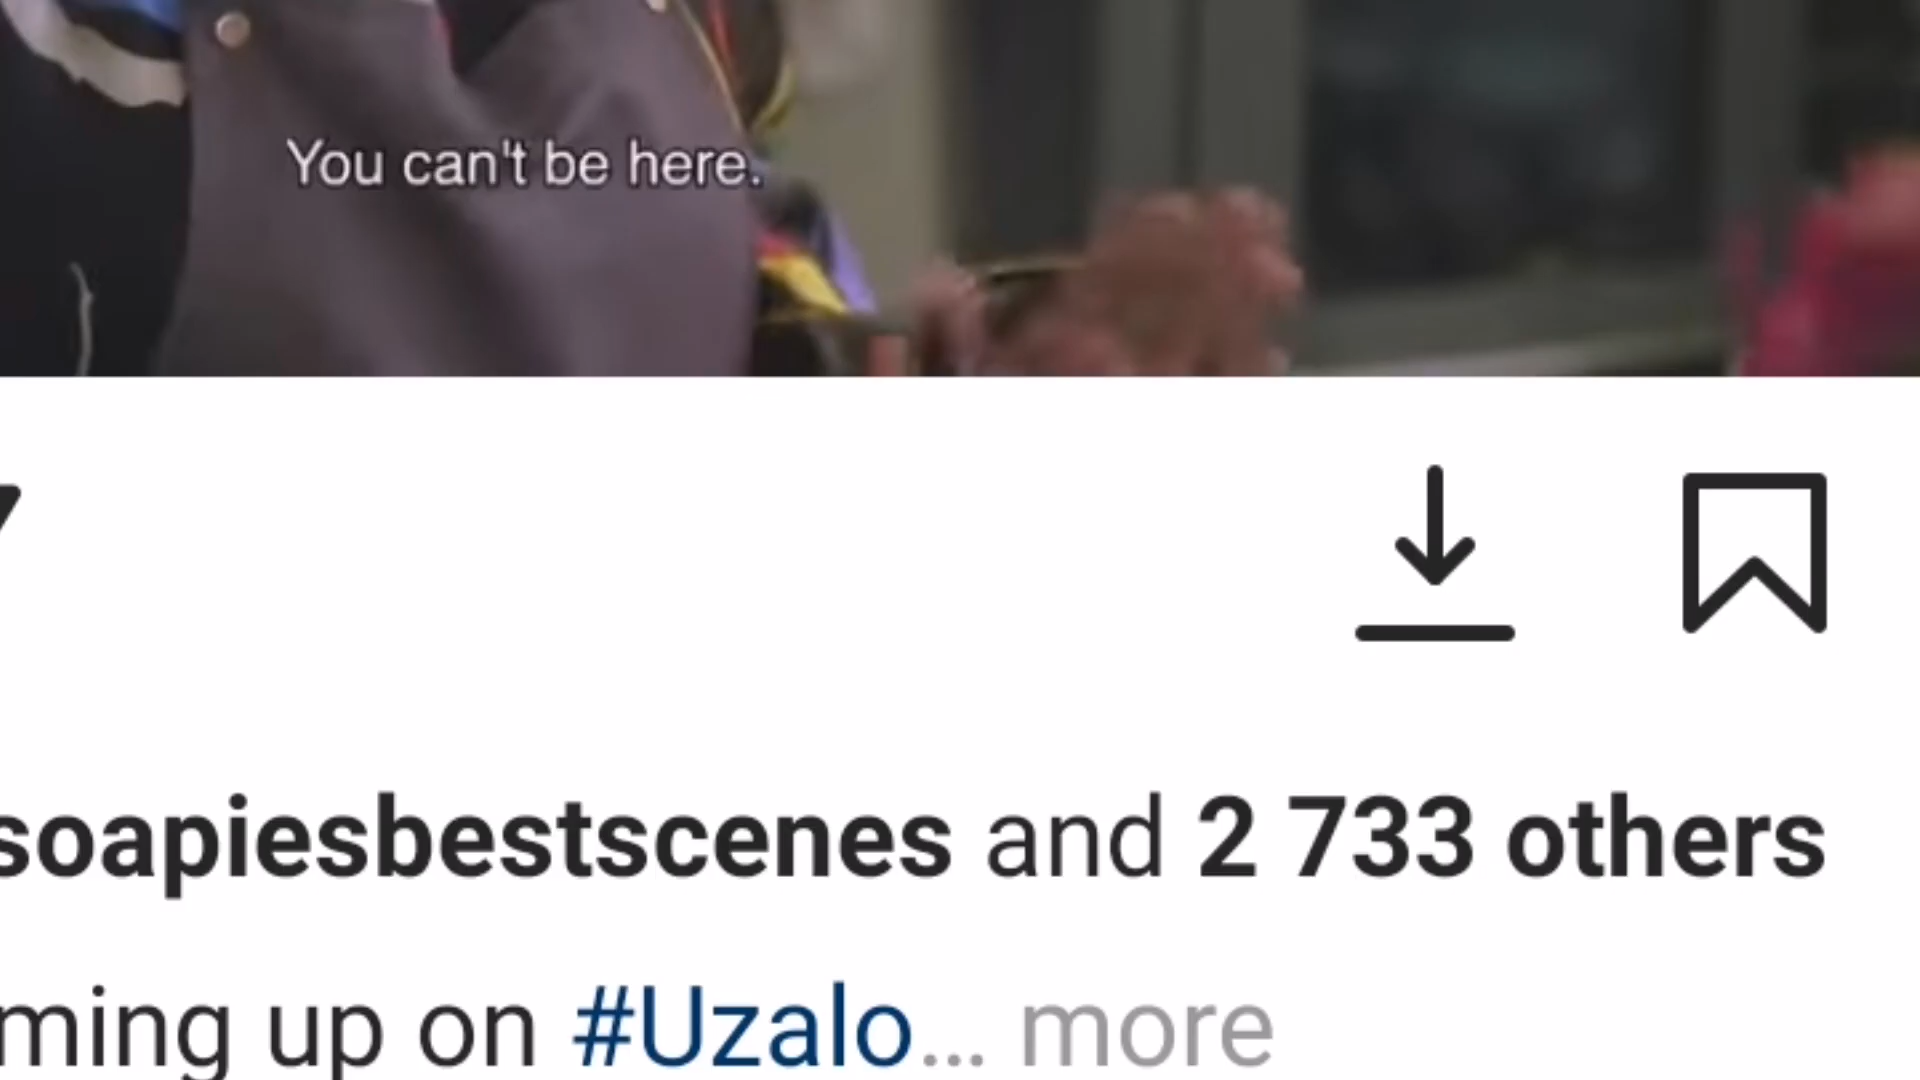 You can't be here.
soapiesbestscenes and 2 733 others
ming up on #Uzalo... more